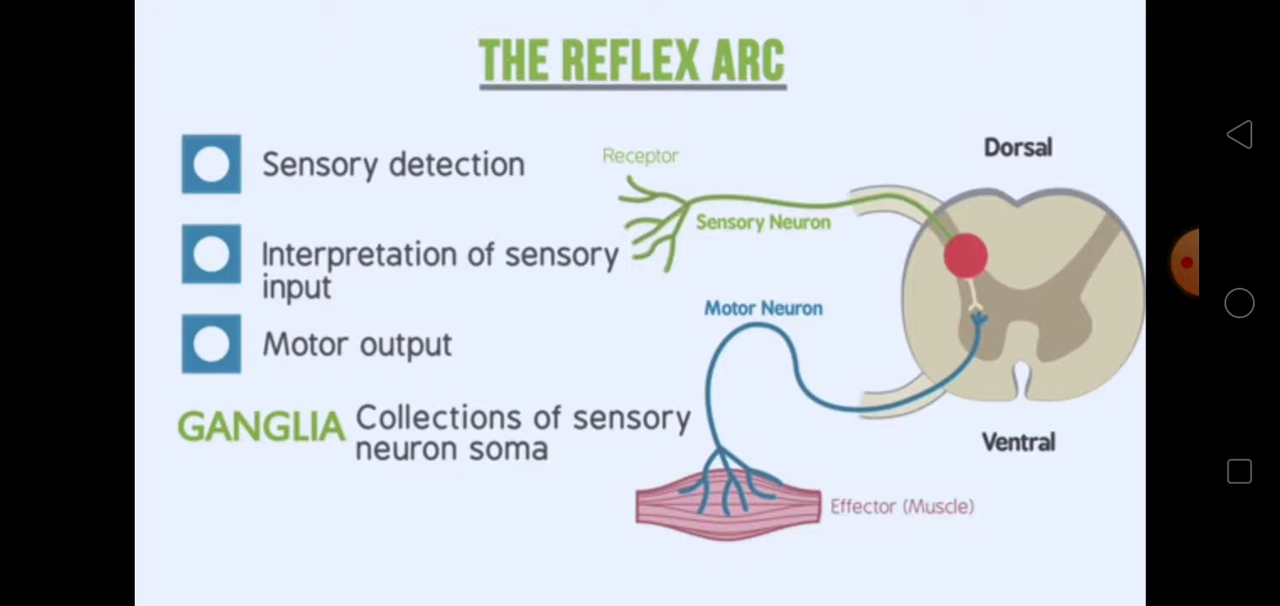 THE REFLEX ARC
Sensory detection
Interpretation of sensory
input
Motor output
GANGLIA Collections of sensory
neuron soma
Receptor
Sensory Neuron
Dorsal
Motor Neuron
Ventral
Effector (Muscle)